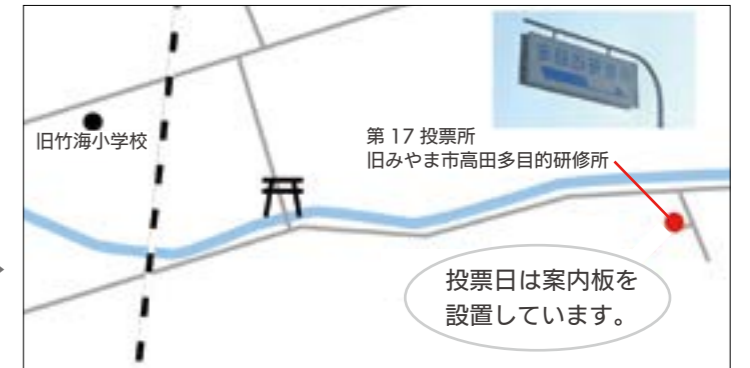 旧竹海小学校
第 17 投票所
旧みやま市高田多目的研修所
投票日は案内板を
設置しています。